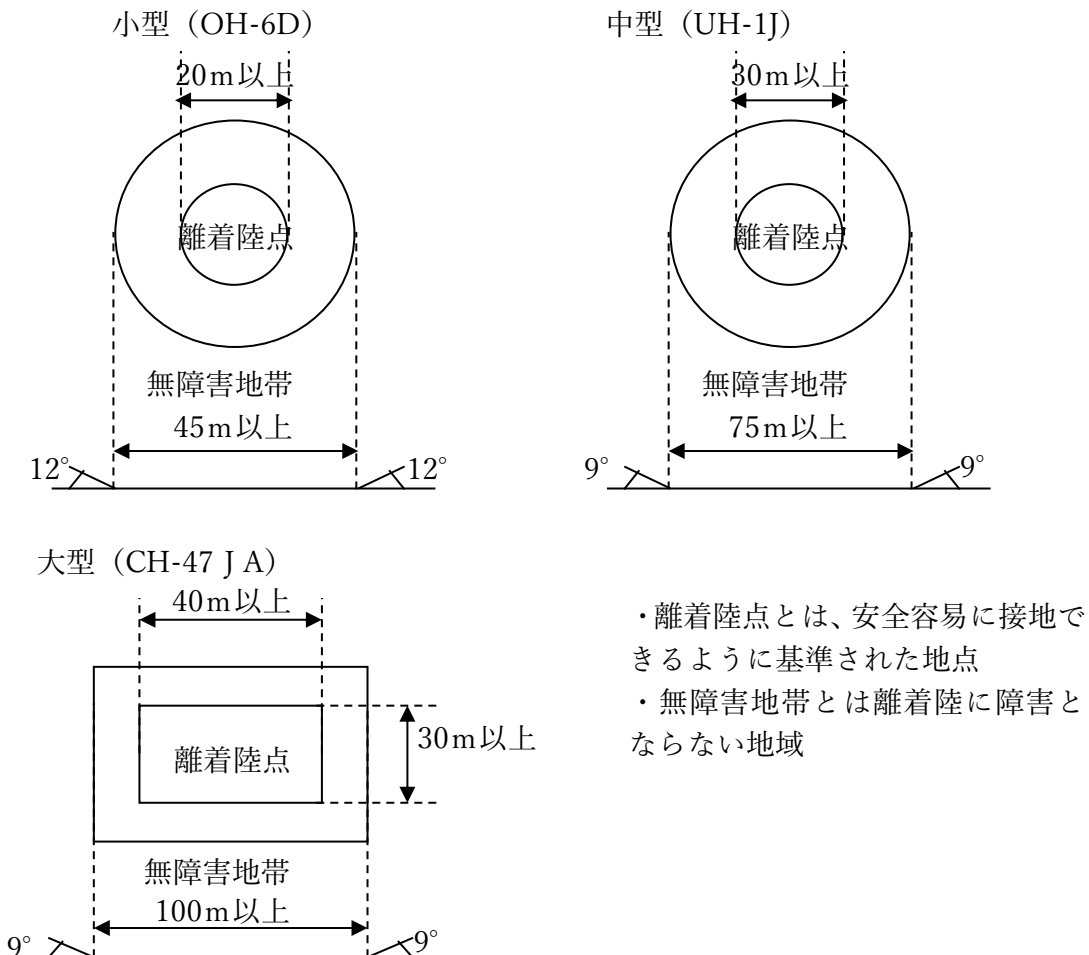 小型（OH-6D）
20m以上
離着陸点
無障害地帯
45m以上
12°
12°
中型（UH-1J）
30m以上
離着陸点
無障害地帯
75m以上
9°
9°
大型（CH-47 J A）
40m以上
離着陸点
30m以上
無障害地帯
100m以上
9°
9°
・離着陸点とは、安全容易に接地で
きるように基準された地点
・無障害地帯とは離着陸に障害と
ならない地域